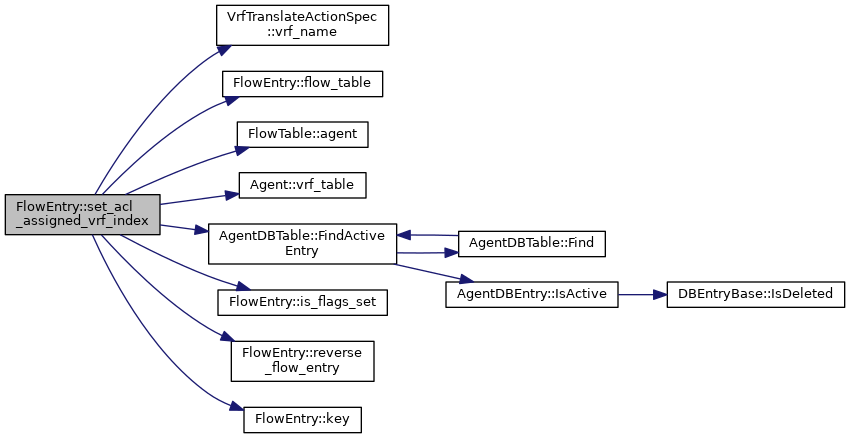 VrfTranslateActionSpec
::vrf_name
FlowEntry::flow_table
FlowTable::agent
Agent::vrf_table
FlowEntry::set_acl
_assigned_vrf_index
AgentDBTable::FindActive
Entry
AgentDBTable::Find
AgentDBEntry::IsActive
DBEntryBase::IsDeleted
FlowEntry::is_flags_set
FlowEntry::reverse
_flow_entry
FlowEntry::key